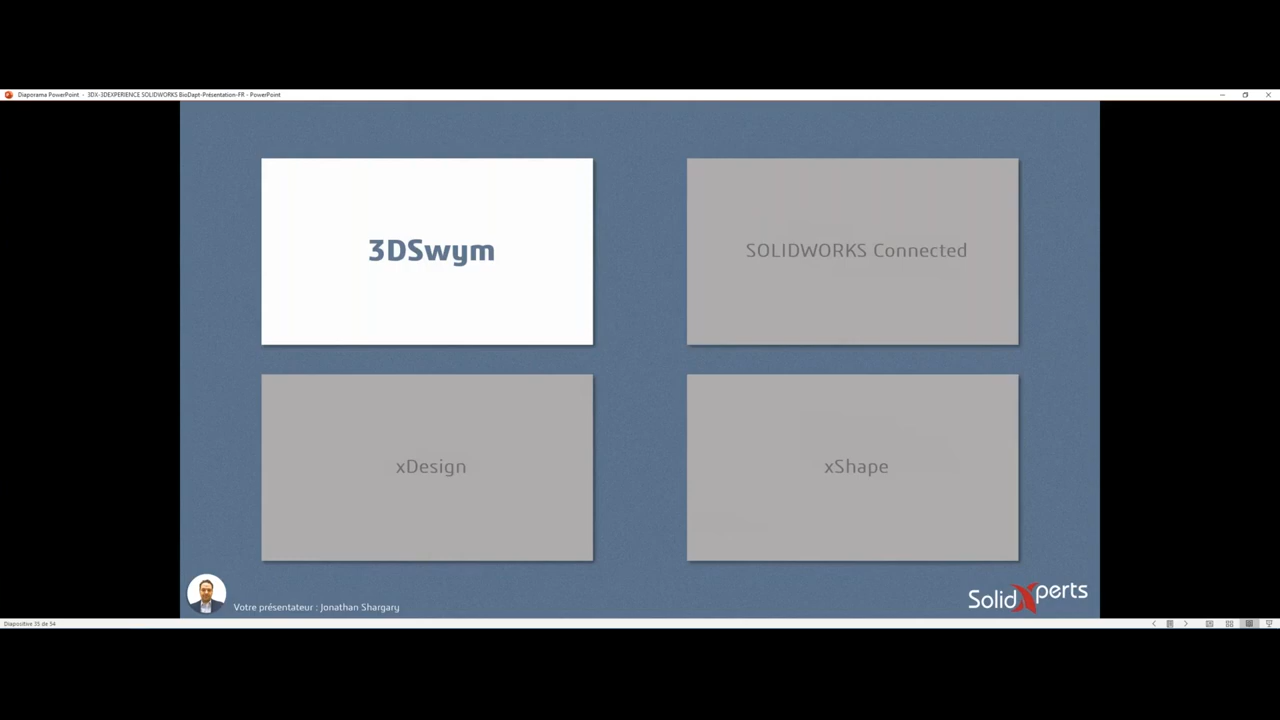 Diaporama PowerPoint - 3DX-3DEXPERIENCE SOLIDWORKS BioDapt-Présentation-FR - PowerPoint
3DSwym
SOLIDWORKS Connected
xDesign
xShape
Votre présentateur : Jonathan Shargary
SolidXperts
Diapositive 35 de 54